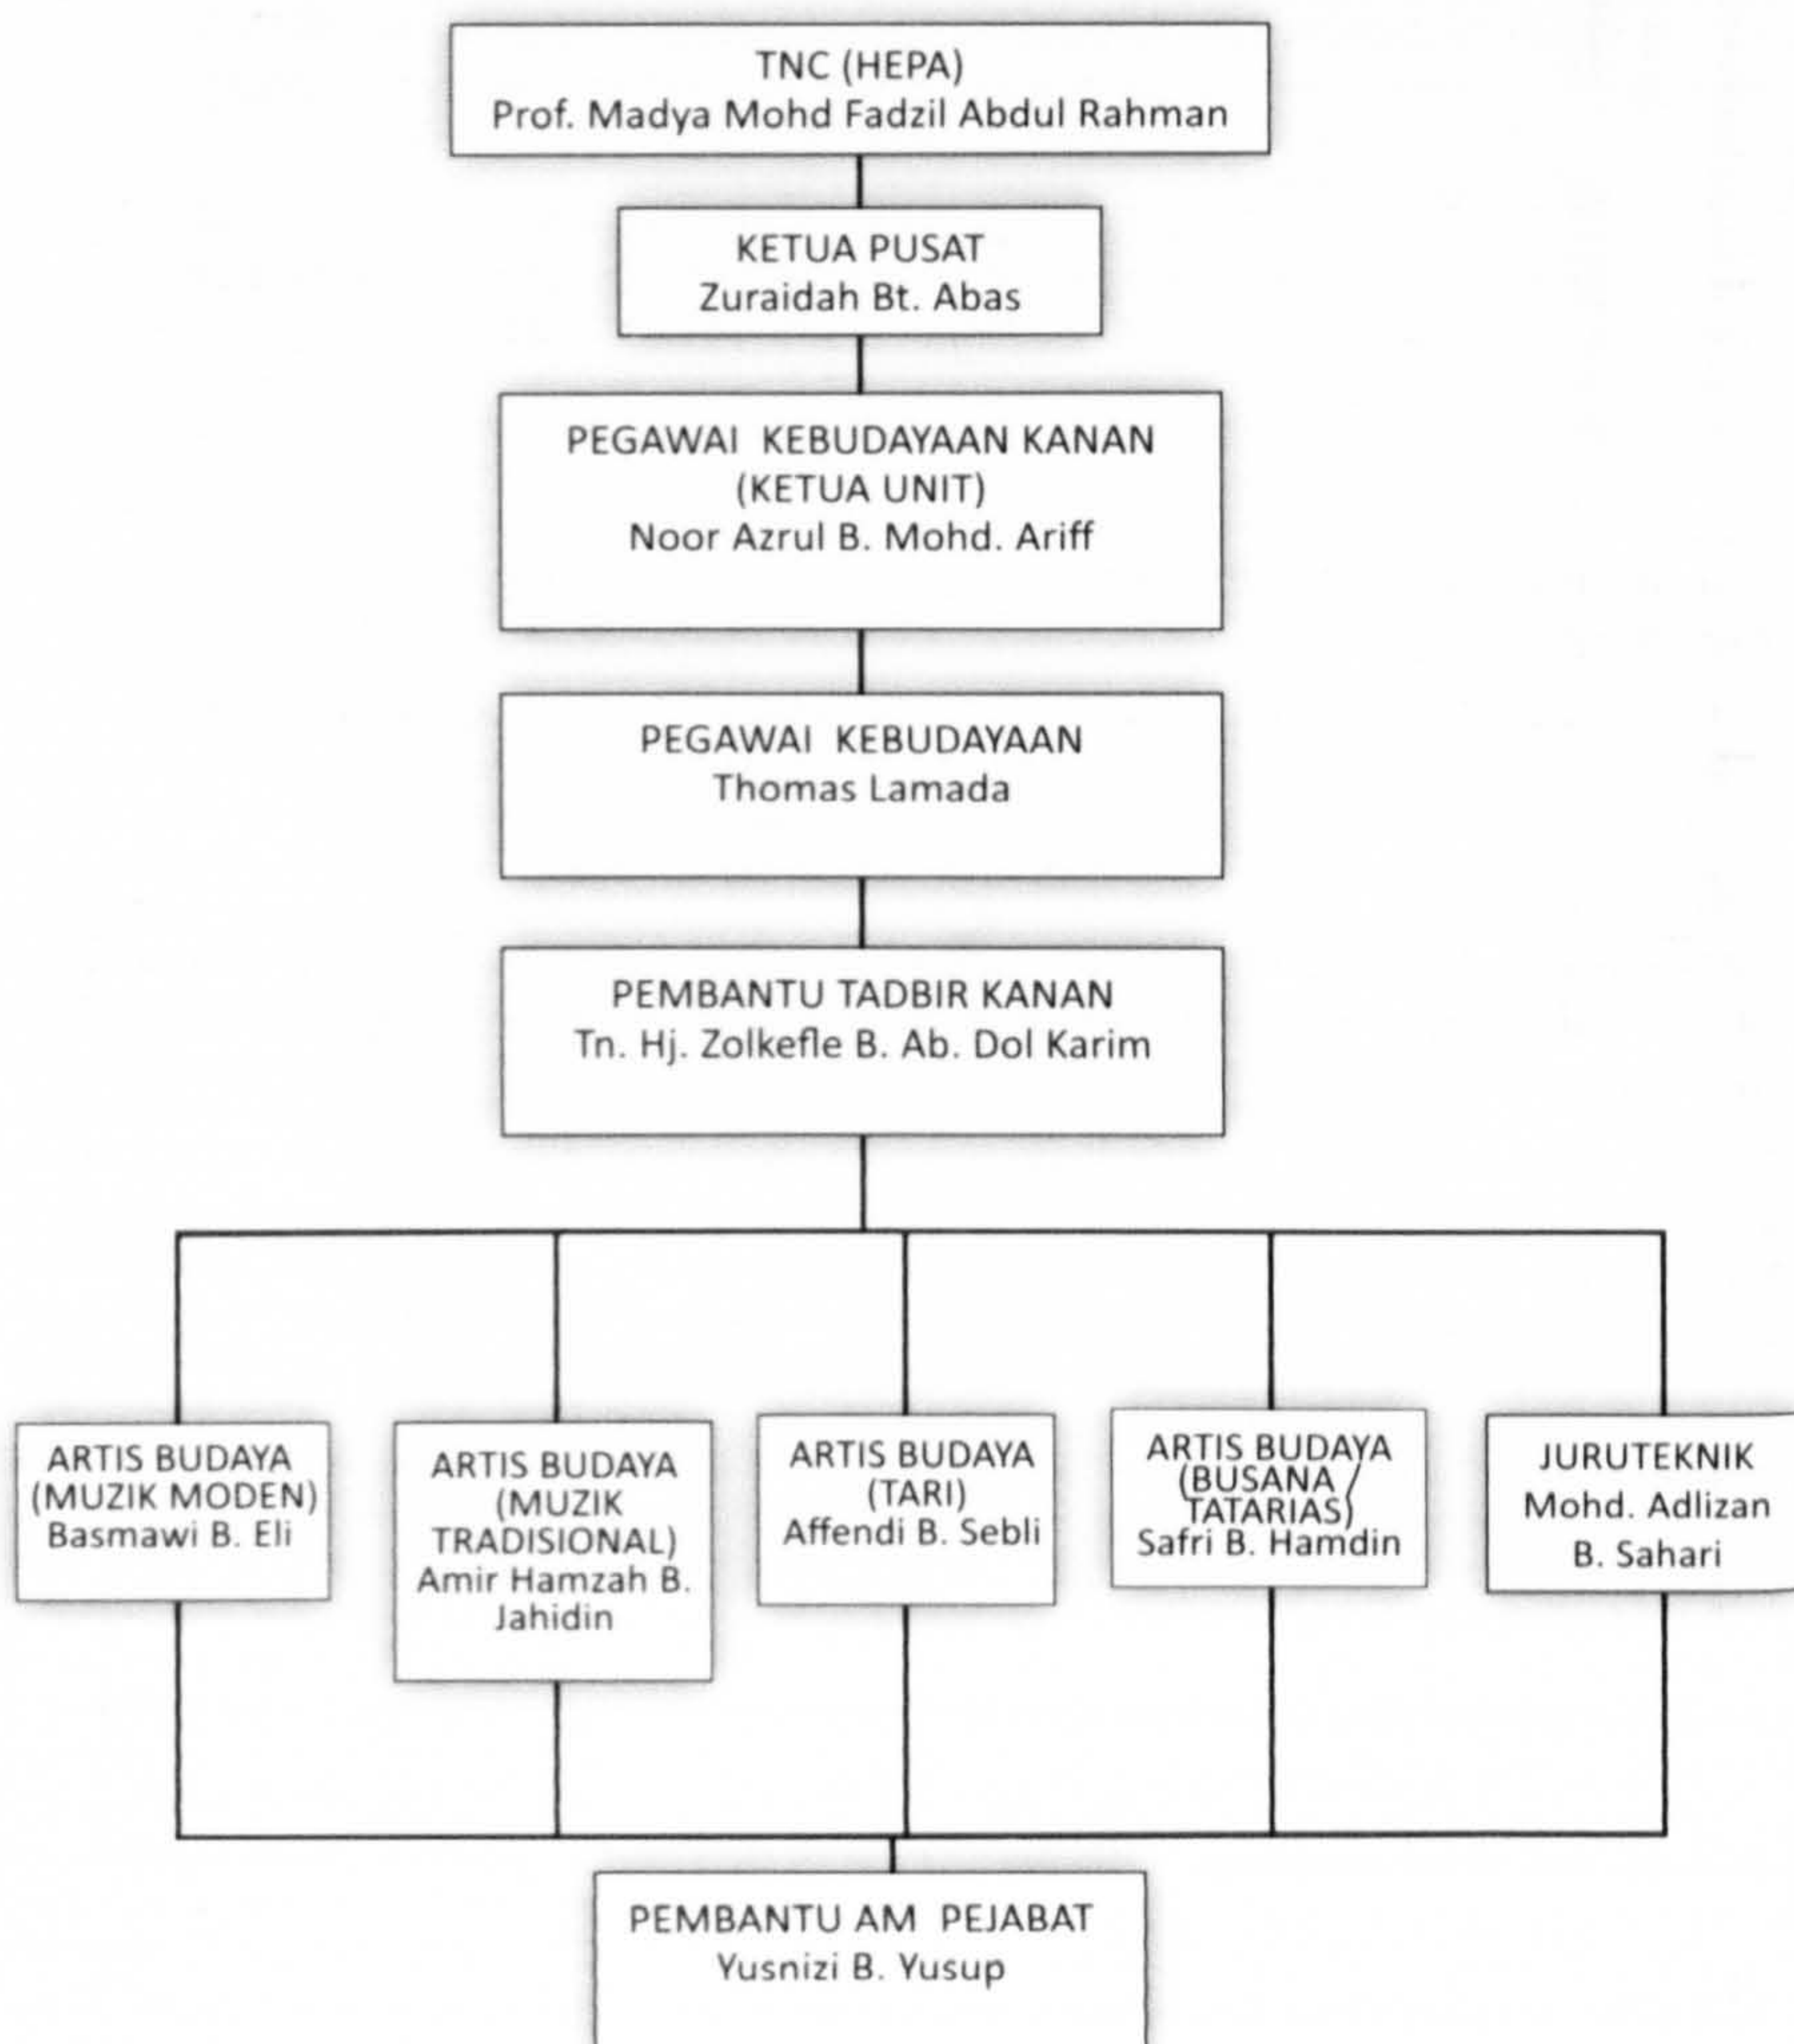 TNC (HEPA)
Prof. Madya Mohd Fadzil Abdul Rahman
KETUA PUSAT
Zuraidah Bt. Abas
PEGAWAI KEBUDAYAAN KANAN
(KETUA UNIT)
Noor Azrul B. Mohd. Ariff
PEGAWAI KEBUDAYAAN
Thomas Lamada
PEMBANTU TADBIR KANAN
Tn. Hj. Zolkefle B. Ab. Dol Karim
ARTIS BUDAYA
(MUZIK MODEN)
Basmawi B. Eli
ARTIS BUDAYA
(MUZIK
TRADISIONAL)
Amir Hamzah B.
Jahidin
ARTIS BUDAYA
(TARI)
Affendi B. Sebli
ARTIS BUDAYA
(BUSANA /
TATARIAS)
Safri B. Hamdin
JURUTEKNIK
Mohd. Adlizan
B. Sahari
PEMBANTU AM PEJABAT
Yusnizi B. Yusup